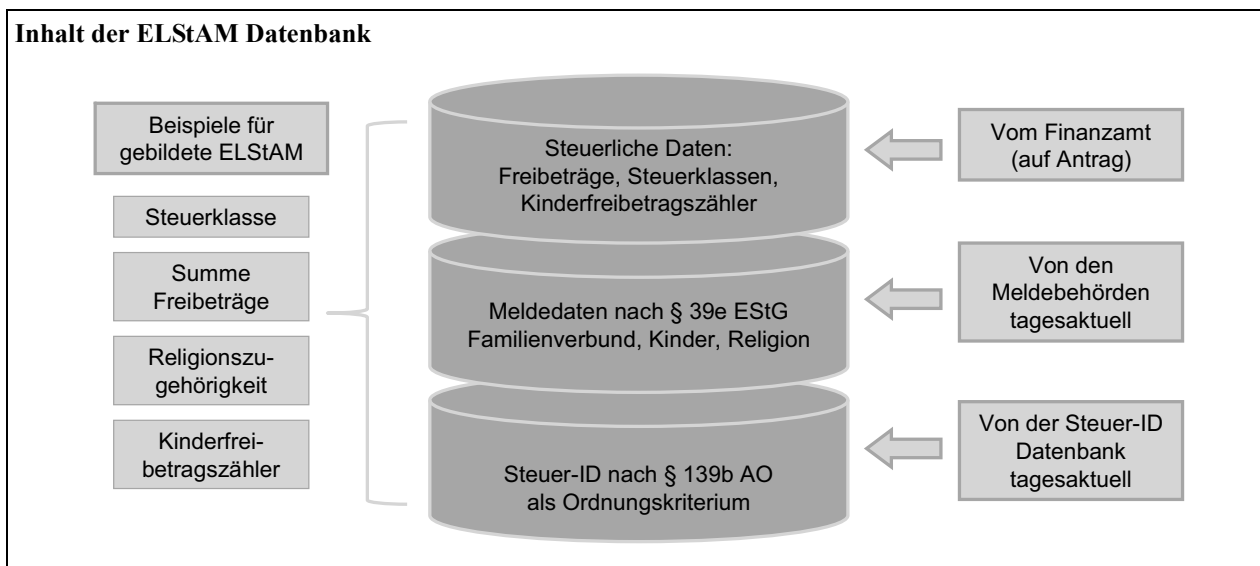 Inhalt der ELStAM Datenbank
Beispiele für
gebildete ELStAM
Steuerklasse
Summe
Freibeträge
Religionszu-
gehörigkeit
Kinderfrei-
betragszähler
Steuerliche Daten:
Freibeträge, Steuerklassen,
Kinderfreibetragszähler
Meldedaten nach § 39e EStG
Familienverbund, Kinder, Religion
Steuer-ID nach § 139b AO
als Ordnungskriterium
Vom Finanzamt
(auf Antrag)
Von den
Meldebehörden
tagesaktuell
Von der Steuer-ID
Datenbank
tagesaktuell